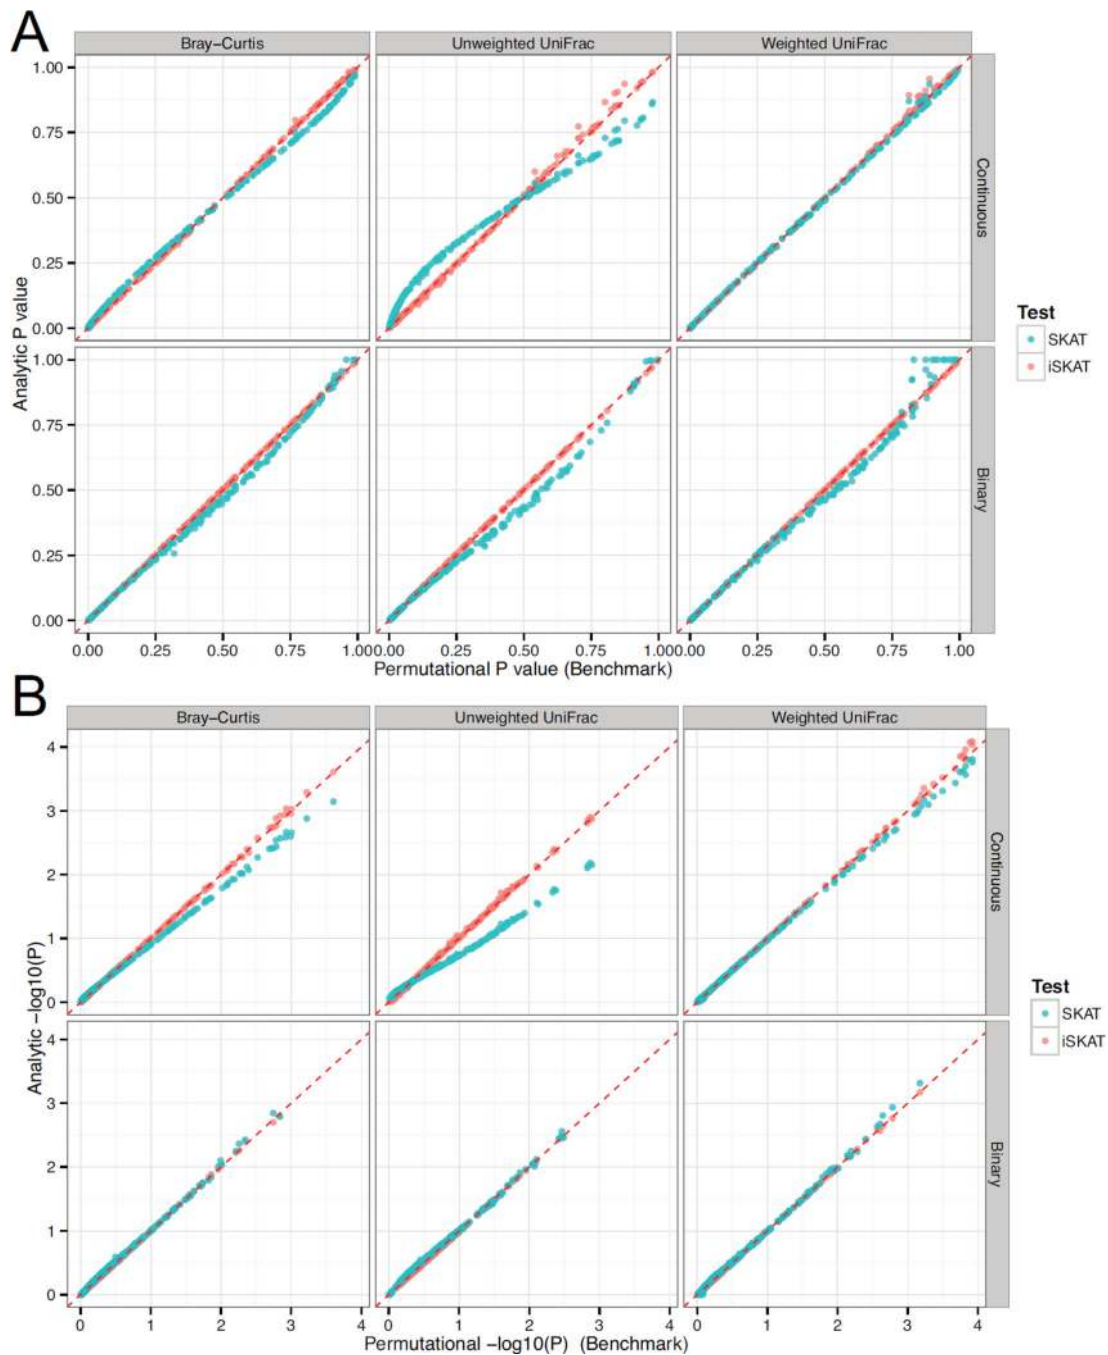 A
Bray−Curtis Unweighted UniFrac Weighted UniFrac
1.00
0.75
0.50
0.25
0.00
Continuous
1.00
0.75
0.50
0.25
0.00
Binary
Analytic P value
0.00 0.25 0.50 0.75 1.00 0.00 0.25 0.50 0.75 1.00 0.00 0.25 0.50 0.75 1.00
Permutational P value (Benchmark)
Test
SKAT
iSKAT
B
Bray−Curtis Unweighted UniFrac Weighted UniFrac
4
3
2
1
0
Continuous
4
3
2
1
0
Binary
Analytic −log10(P)
0 1 2 3 4 0 1 2 3 4 0 1 2 3 4
Permutational −log10(P) (Benchmark)
Test
SKAT
iSKAT